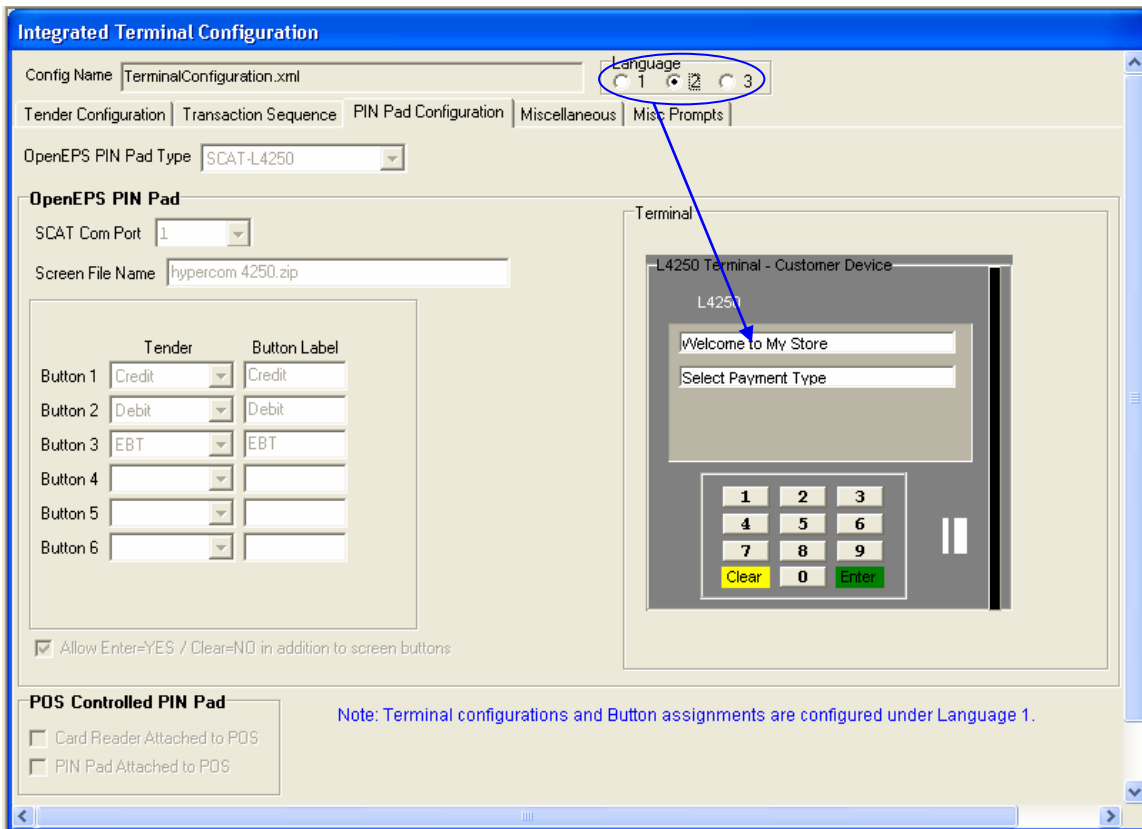 Integrated Terminal Configuration
Language
Config Name TerminalConfiguration.xml 1 2 3
Tender Configuration Transaction Sequence PIN Pad Configuration Miscellaneous Misc Prompts
OpenEPS PIN Pad Type SCAT-L4250
OpenEPS PIN Pad
SCAT Com Port 1
Screen File Name hypercom 4250.zip
Tender Button Label
Button 1 Credit Credit
Button 2 Debit Debit
Button 3 EBT EBT
Button 4
Button 5
Button 6
Allow Enter=YES / Clear=NO in addition to screen buttons
Terminal
L4250 Terminal - Customer Device
L4250
Welcome to My Store
Select Payment Type
1 2 3
4 5 6
7 8 9
Clear 0 Enter
POS Controlled PIN Pad
Card Reader Attached to POS
PIN Pad Attached to POS
Note: Terminal configurations and Button assignments are configured under Language 1.